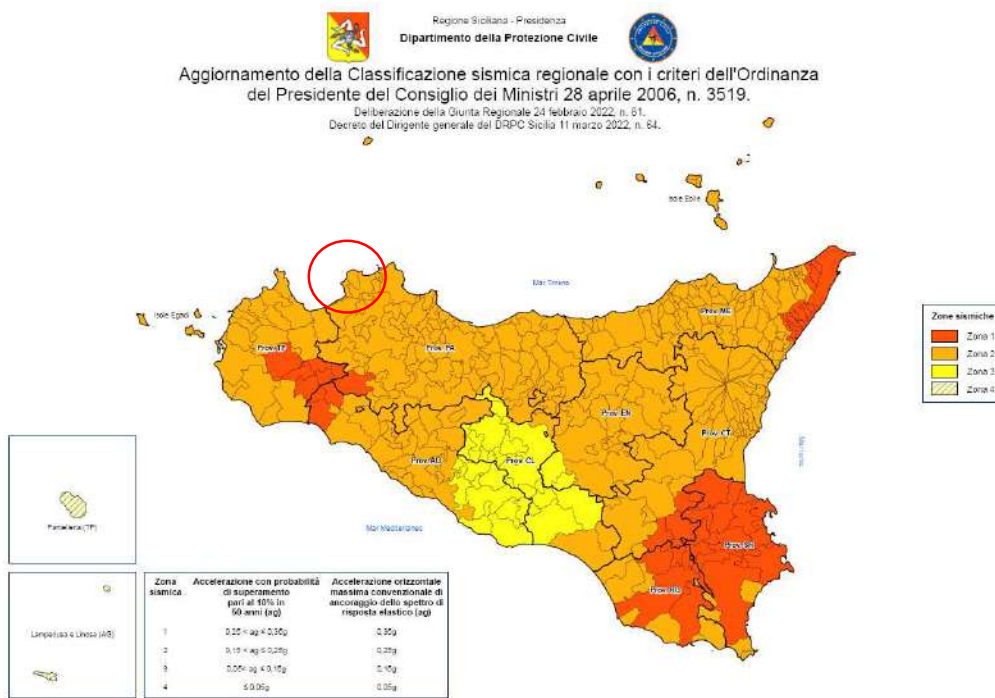 Regione Siciliana - Presidenza
Dipartimento della Protezione Civile
Aggiornamento della Classificazione sismica regionale con i criteri dell'Ordinanza
del Presidente del Consiglio dei Ministri 28 aprile 2006, n. 3519.
Deliberazione della Giunta Regionale 24 febbraio 2022, n. 81.
Decreto del Dirigente generale del DRPC Sicilia 11 marzo 2022, n. 64.
Isole Eolie
Mar Tirreno
Isole Egadi
Prov. ME
Prov. TP
Prov. PA
Zone sismiche
Zona 1
Zona 2
Zona 3
Zona 4
Prov. EN
Prov. CT
Mar Ionio
Prov. AG
Prov. CL
Pantelleria (TP)
Mar Mediterraneo
Prov. SR
Prov. RG
Lampedusa e Linosa (AG)
Zona sismica
Accelerazione con probabilità di superamento pari al 10% in 50 anni (ag)
Accelerazione orizzontale massima convenzionale di ancoraggio dello spettro di risposta elastico (ag)
1 0,25 < ag ≤ 0,35g 0,35g
2 0,15 < ag ≤ 0,25g 0,25g
3 0,05< ag ≤ 0,15g 0,15g
4 ≤ 0,05g 0,05g